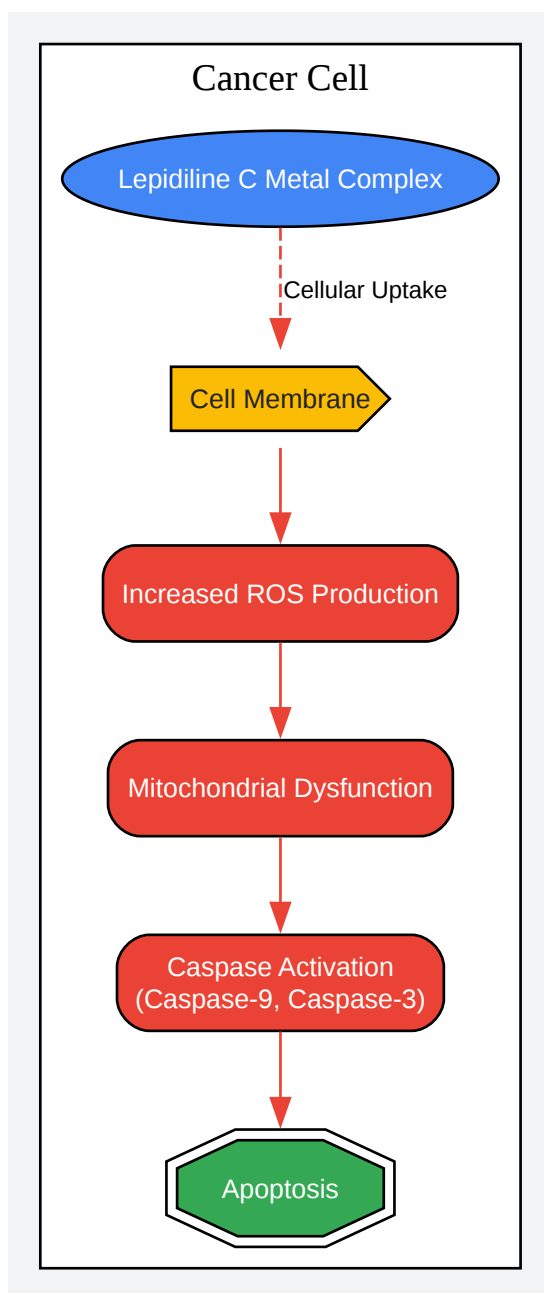 Cancer Cell
Lepidiline C Metal Complex
Cellular Uptake
Cell Membrane
Increased ROS Production
Mitochondrial Dysfunction
Caspase Activation
(Caspase-9, Caspase-3)
Apoptosis